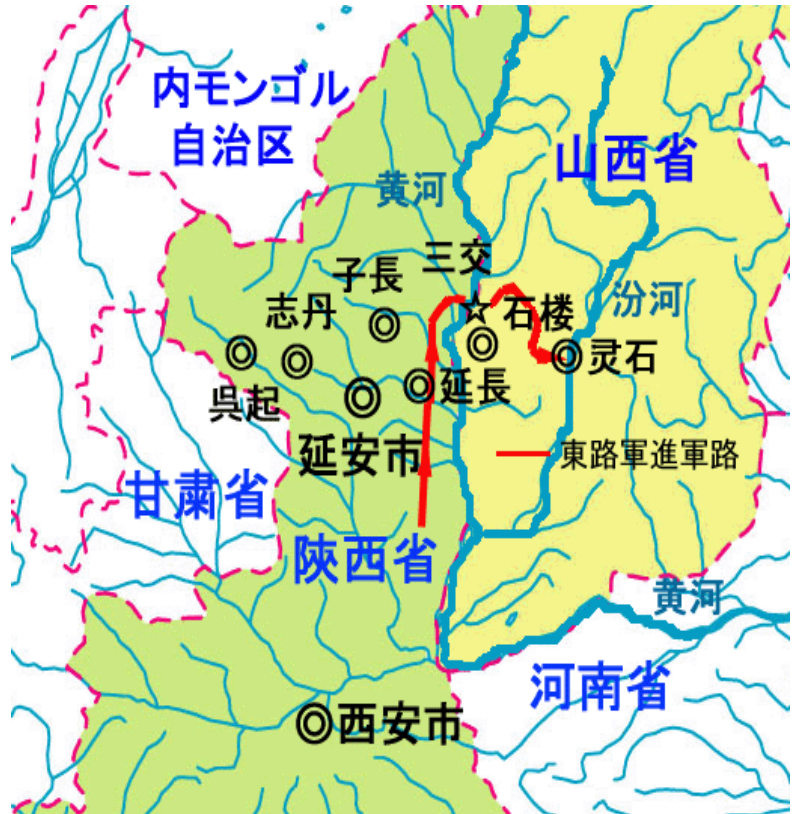 内モンゴル
自治区
山西省
黄河
三交
子長
汾河
志丹
石楼
灵石
呉起
延長
延安市
東路軍進軍路
甘粛省
陝西省
黄河
河南省
西安市